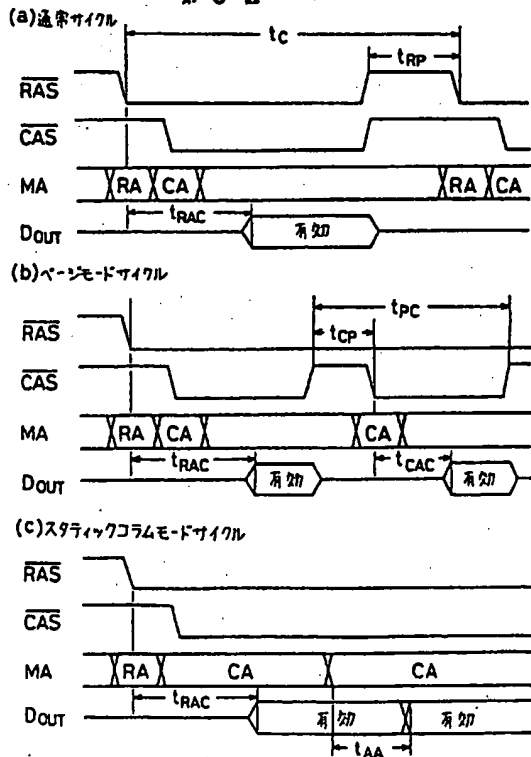 (a)通常サイクル
tC
tRP
RAS
CAS
MA RA CA RA CA
tRAC
DOUT 有効
(b)ページモードサイクル
tPC
tCP
RAS
CAS
MA RA CA CA
tRAC tCAC
DOUT 有効 有効
(c)スタティックコラムモードサイクル
RAS
CAS
MA RA CA CA
tRAC
DOUT 有効 有効
tAA